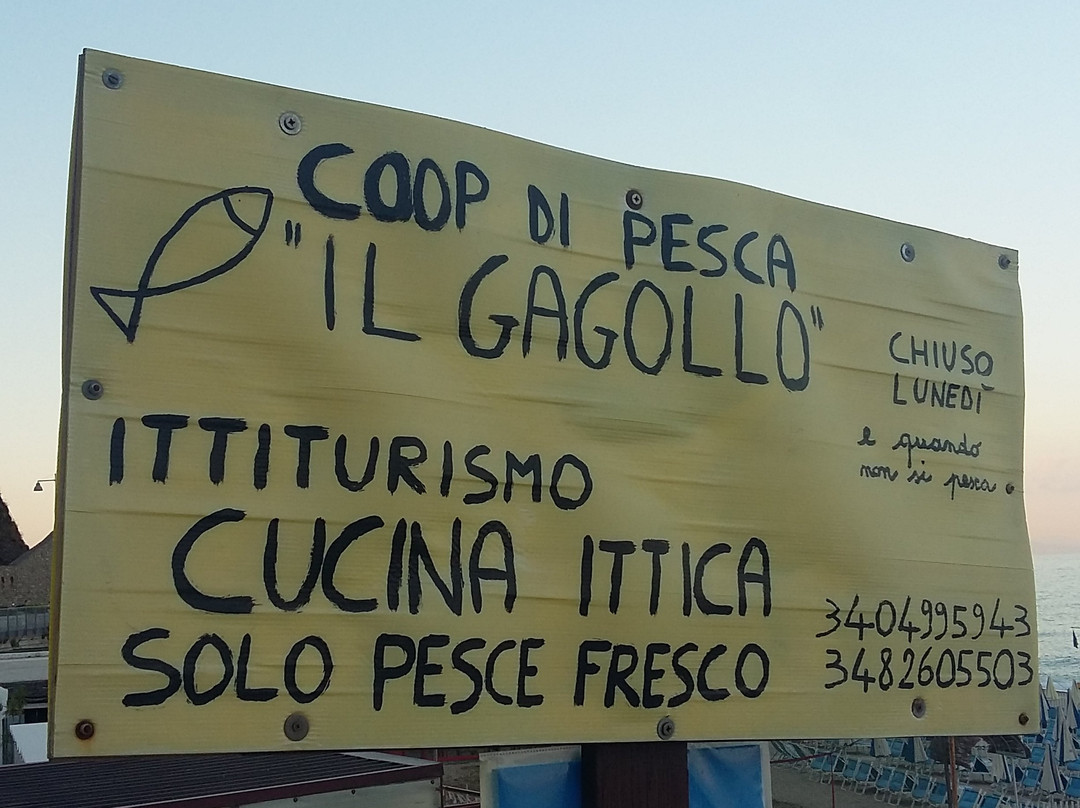 COOP DI PESCA
"IL GAGOLLO"
CHIUSO
LUNEDÌ
e quando
non si pesca
ITTITURISMO
CUCINA ITTICA
SOLO PESCE FRESCO
3404995943
3482605503